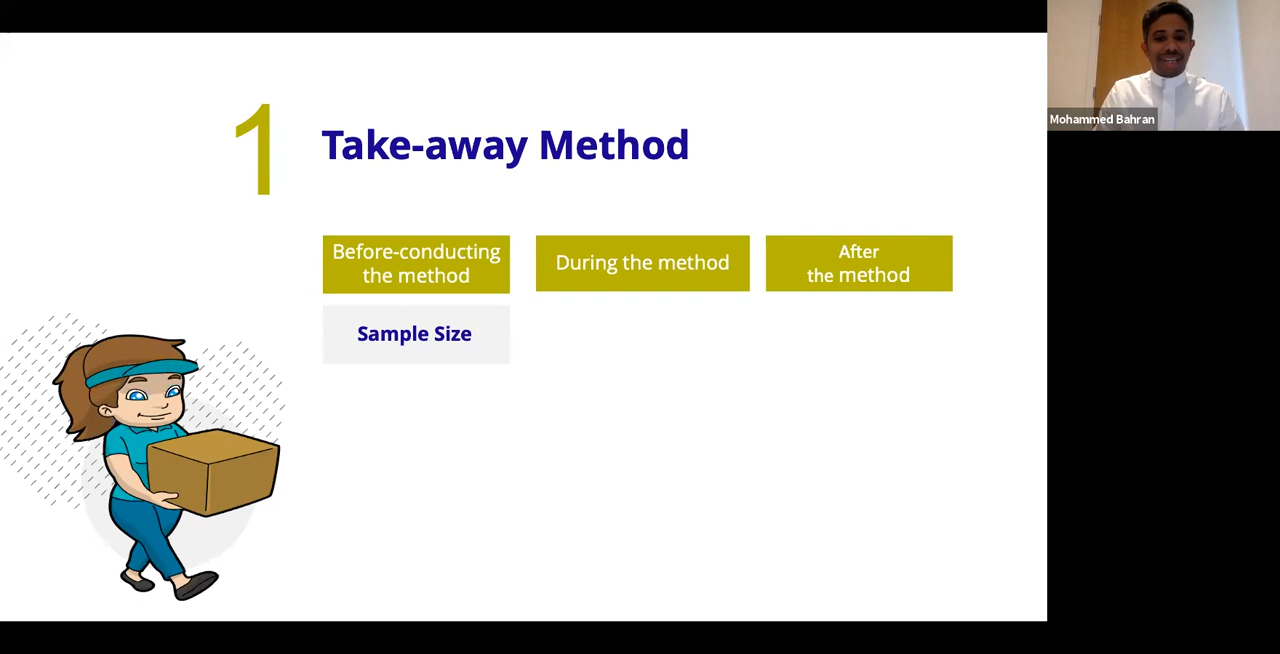 1
Take-away Method
Before-conducting
the method
During the method
After
the method
Sample Size
Mohammed Bahran